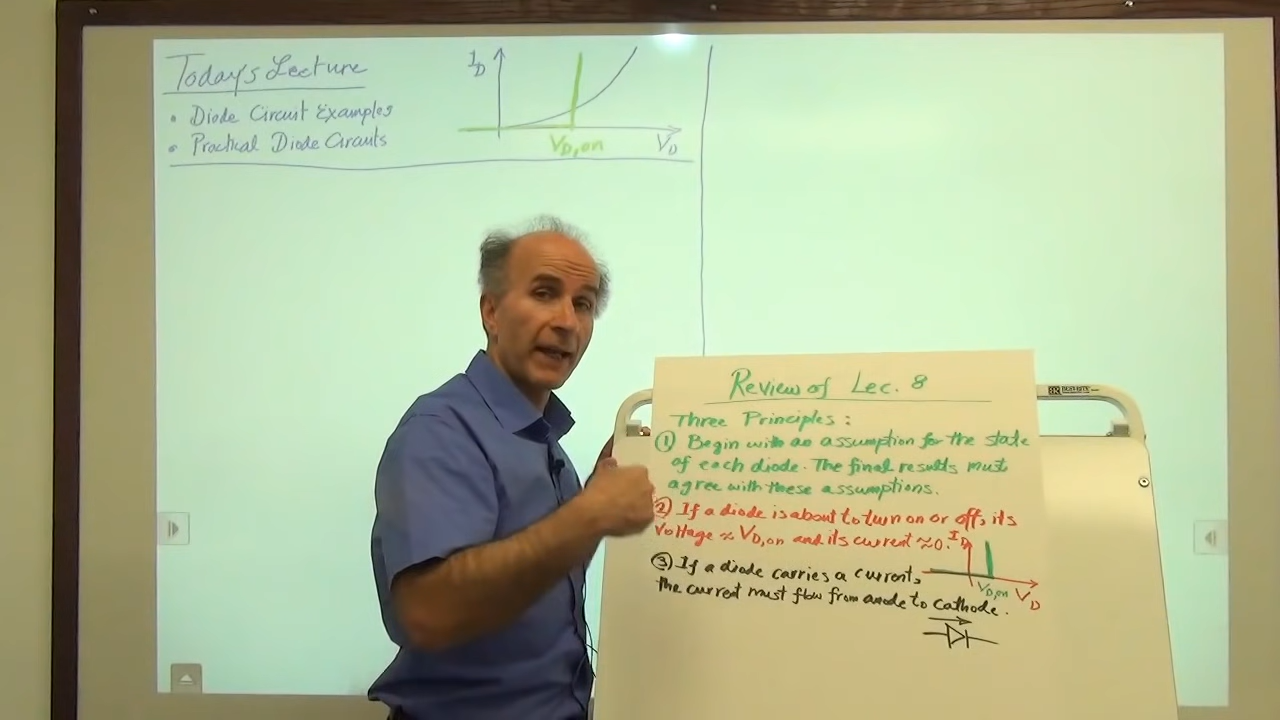 Today's Lecture
• Diode Circuit Examples
• Practical Diode Circuits
I_D
V_D,on
V_D
Review of Lec. 8
Three Principles:
① Begin with an assumption for the state
of each diode. The final results must
agree with these assumptions.
② If a diode is about to turn on or off, its
voltage ≈ V_D,on and its current ≈ 0.
I_D
V_D,on
V_D
③ If a diode carries a current,
the current must flow from anode to cathode.